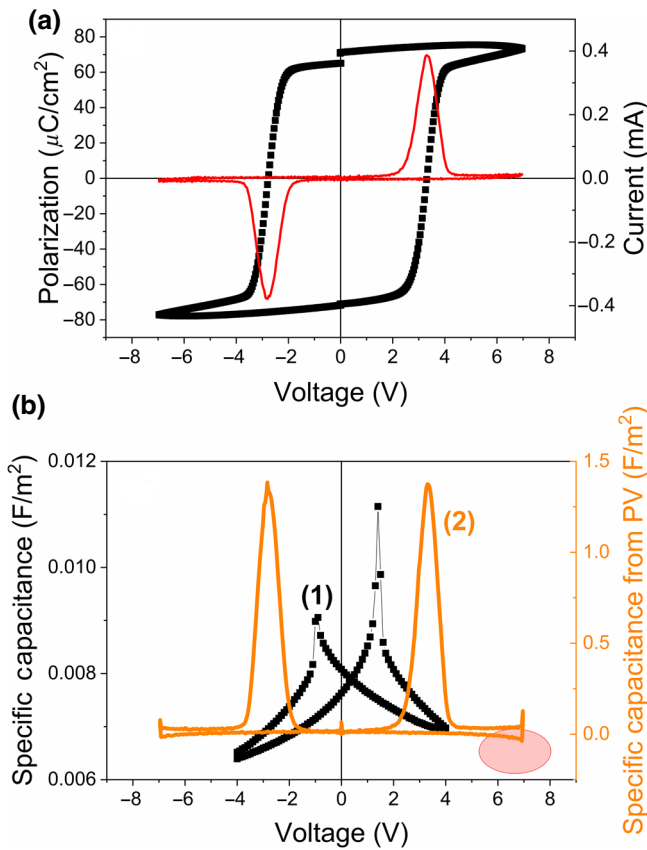 (a)
80
60
40
20
0
−20
−40
−60
−80
Polarization (μC/cm²)
0.4
0.2
0.0
−0.2
−0.4
Current (mA)
−8 −6 −4 −2 0 2 4 6 8
Voltage (V)
(b)
0.012
0.010
0.008
0.006
Specific capacitance (F/m²)
(1)
(2)
1.5
1.0
0.5
0.0
Specific capacitance from PV (F/m²)
−8 −6 −4 −2 0 2 4 6 8
Voltage (V)